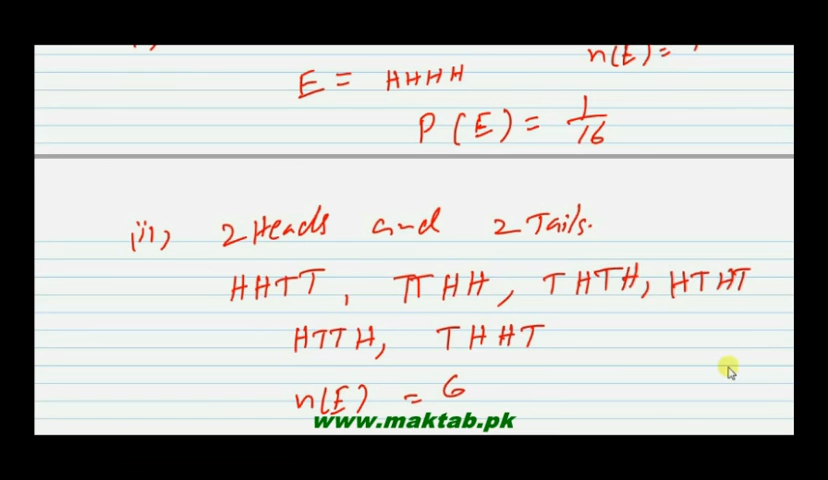 n(E) =
E = HHHH
P(E) = 1/16
(ii) 2 Heads and 2 Tails.
HHTT, TTHH, THTH, HTHT
HTTH, THHT
n(E) = 6
www.maktab.pk